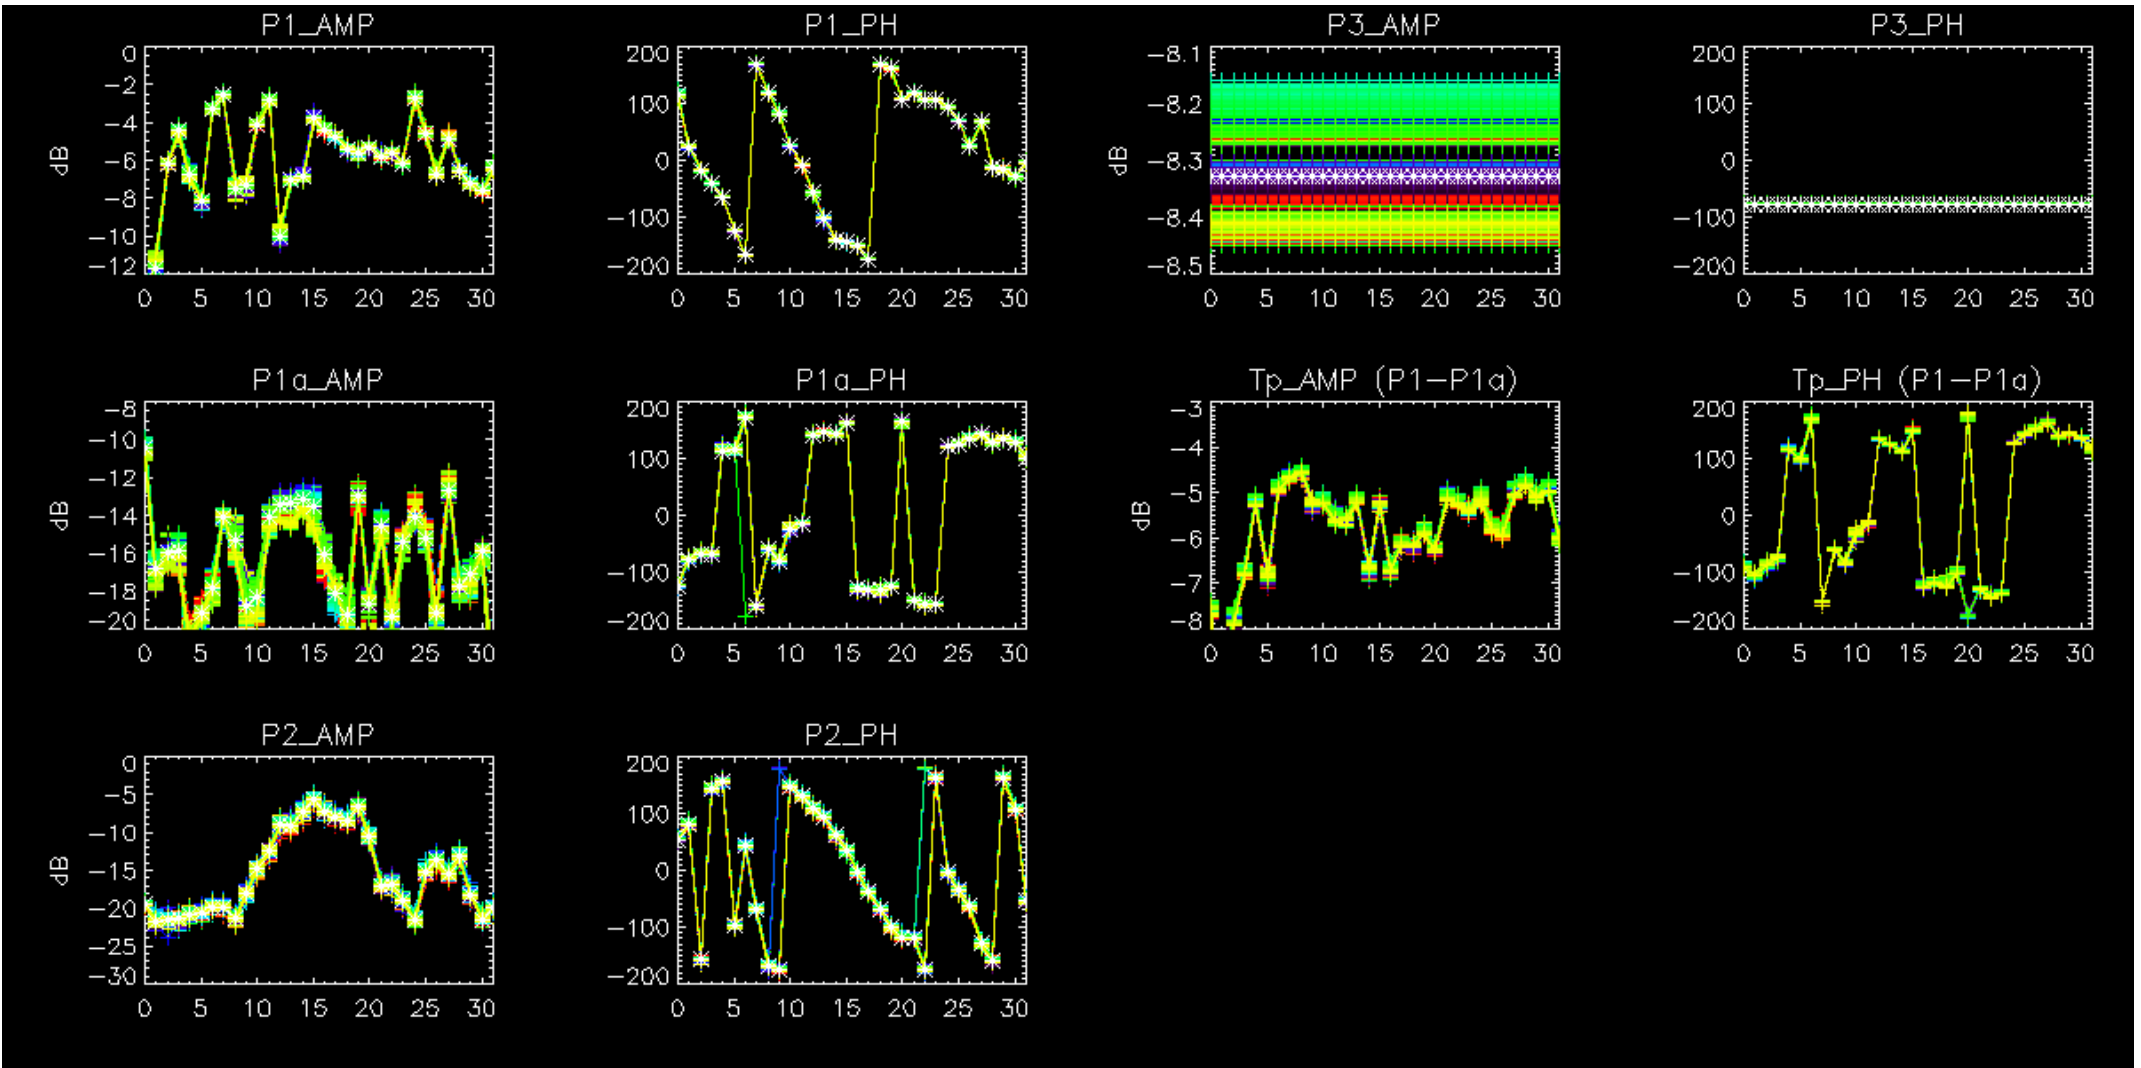 P1_AMP
P1_PH
P3_AMP
P3_PH
0
−2
−4
−6
−8
−10
−12
dB
0 5 10 15 20 25 30
200
100
0
−100
−200
0 5 10 15 20 25 30
−8.1
−8.2
−8.3
−8.4
−8.5
dB
0 5 10 15 20 25 30
200
100
0
−100
−200
0 5 10 15 20 25 30
P1a_AMP
P1a_PH
Tp_AMP (P1−P1a)
Tp_PH (P1−P1a)
−8
−10
−12
−14
−16
−18
−20
dB
0 5 10 15 20 25 30
200
100
0
−100
−200
0 5 10 15 20 25 30
−3
−4
−5
−6
−7
−8
dB
0 5 10 15 20 25 30
200
100
0
−100
−200
0 5 10 15 20 25 30
P2_AMP
P2_PH
0
−5
−10
−15
−20
−25
−30
dB
0 5 10 15 20 25 30
200
100
0
−100
−200
0 5 10 15 20 25 30